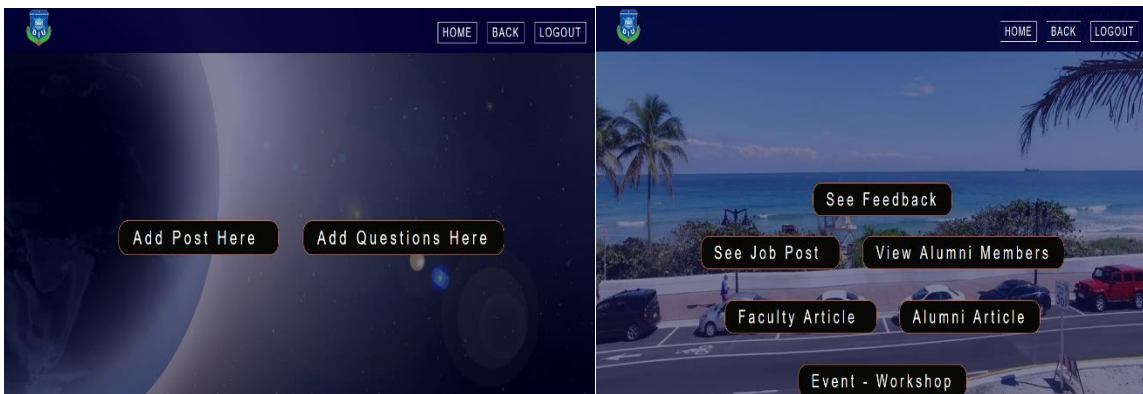 HOME BACK LOGOUT
Add Post Here Add Questions Here
HOME BACK LOGOUT
See Feedback
See Job Post View Alumni Members
Faculty Article Alumni Article
Event - Workshop